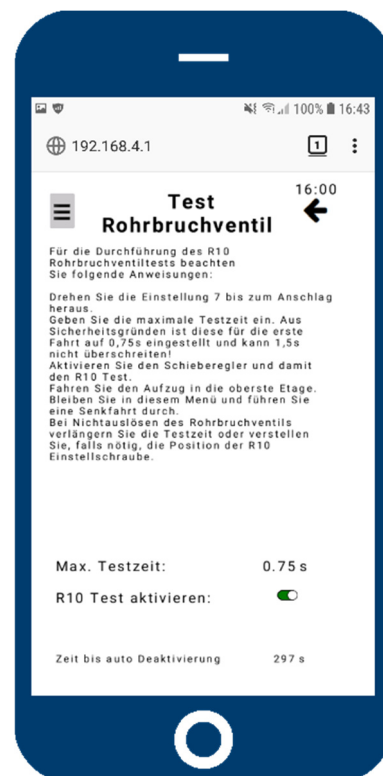 100% 16:43
192.168.4.1 1
16:00
Test
Rohrbruchventil
Für die Durchführung des R10
Rohrbruchventiltests beachten
Sie folgende Anweisungen:
Drehen Sie die Einstellung 7 bis zum Anschlag
heraus.
Geben Sie die maximale Testzeit ein. Aus
Sicherheitsgründen ist diese für die erste
Fahrt auf 0,75s eingestellt und kann 1,5s
nicht überschreiten!
Aktivieren Sie den Schieberegler und damit
den R10 Test.
Fahren Sie den Aufzug in die oberste Etage.
Bleiben Sie in diesem Menü und führen Sie
eine Senkfahrt durch.
Bei Nichtauslösen des Rohrbruchventils
verlängern Sie die Testzeit oder verstellen
Sie, falls nötig, die Position der R10
Einstellschraube.
Max. Testzeit: 0.75 s
R10 Test aktivieren:
Zeit bis auto Deaktivierung 297 s